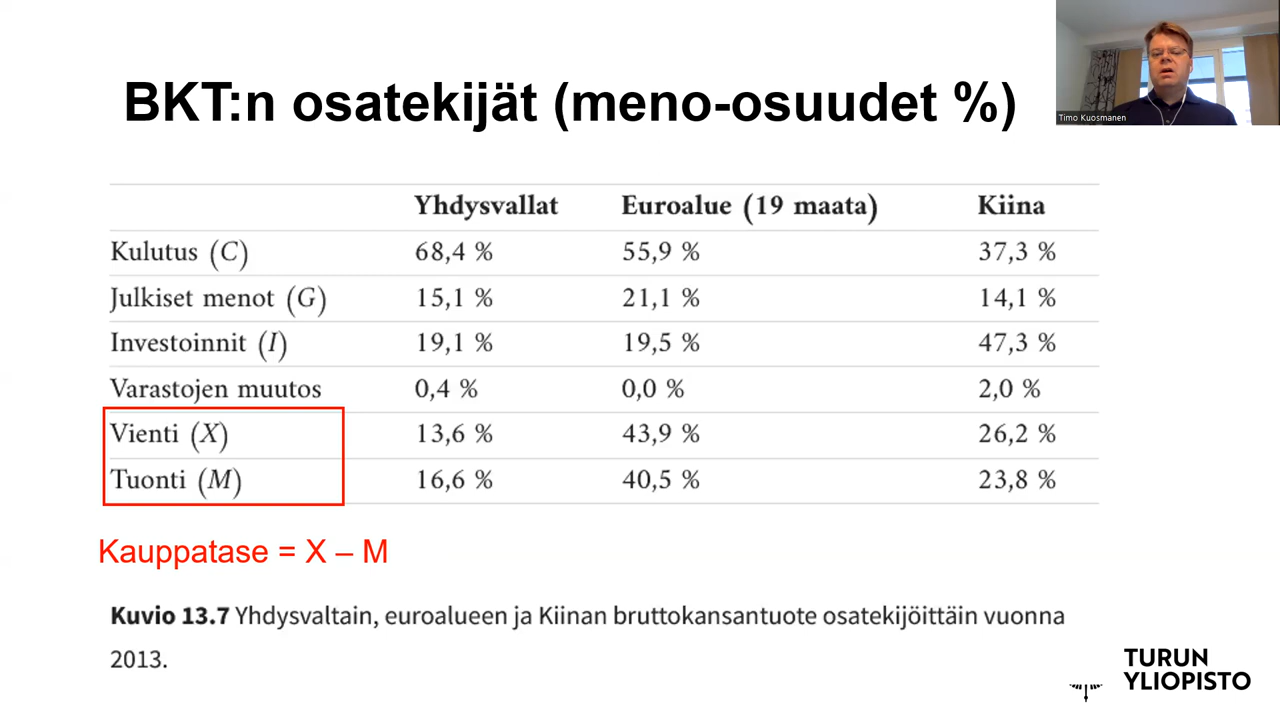 BKT:n osatekijät (meno-osuudet %)
Timo Kuosmanen
Yhdysvallat Euroalue (19 maata) Kiina
Kulutus (C) 68,4 % 55,9 % 37,3 %
Julkiset menot (G) 15,1 % 21,1 % 14,1 %
Investoinnit (I) 19,1 % 19,5 % 47,3 %
Varastojen muutos 0,4 % 0,0 % 2,0 %
Vienti (X) 13,6 % 43,9 % 26,2 %
Tuonti (M) 16,6 % 40,5 % 23,8 %
Kauppatase = X – M
Kuvio 13.7 Yhdysvaltain, euroalueen ja Kiinan bruttokansantuote osatekijöittäin vuonna
2013.
TURUN
YLIOPISTO